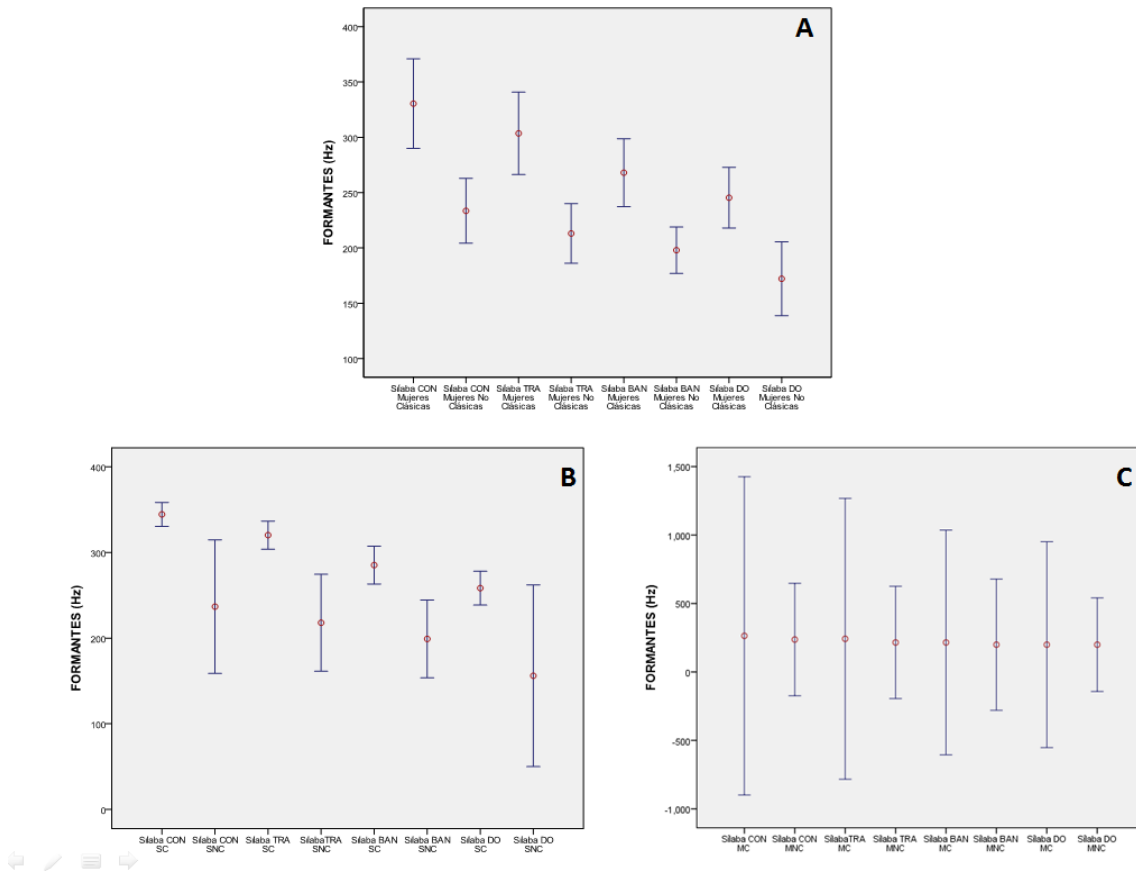 A
FORMANTES (Hz)
400
350
300
250
200
150
100
Sílaba CON Mujeres Clásicas
Sílaba CON Mujeres No Clásicas
Sílaba TRA Mujeres Clásicas
Sílaba TRA Mujeres No Clásicas
Sílaba BAN Mujeres Clásicas
Sílaba BAN Mujeres No Clásicas
Sílaba DO Mujeres Clásicas
Sílaba DO Mujeres No Clásicas
B
FORMANTES (Hz)
400
300
200
100
0
Sílaba CON SC
Sílaba CON SNC
Sílaba TRA SC
SílabaTRA SNC
Sílaba BAN SC
Sílaba BAN SNC
Sílaba DO SC
Sílaba DO SNC
C
FORMANTES (Hz)
1,500
1,000
500
0
-500
-1,000
Sílaba CON MC
Sílaba CON MNC
SílabaTRA MC
Sílaba TRA MNC
Sílaba BAN MC
Sílaba BAN MNC
Sílaba DO MC
Sílaba DO MNC